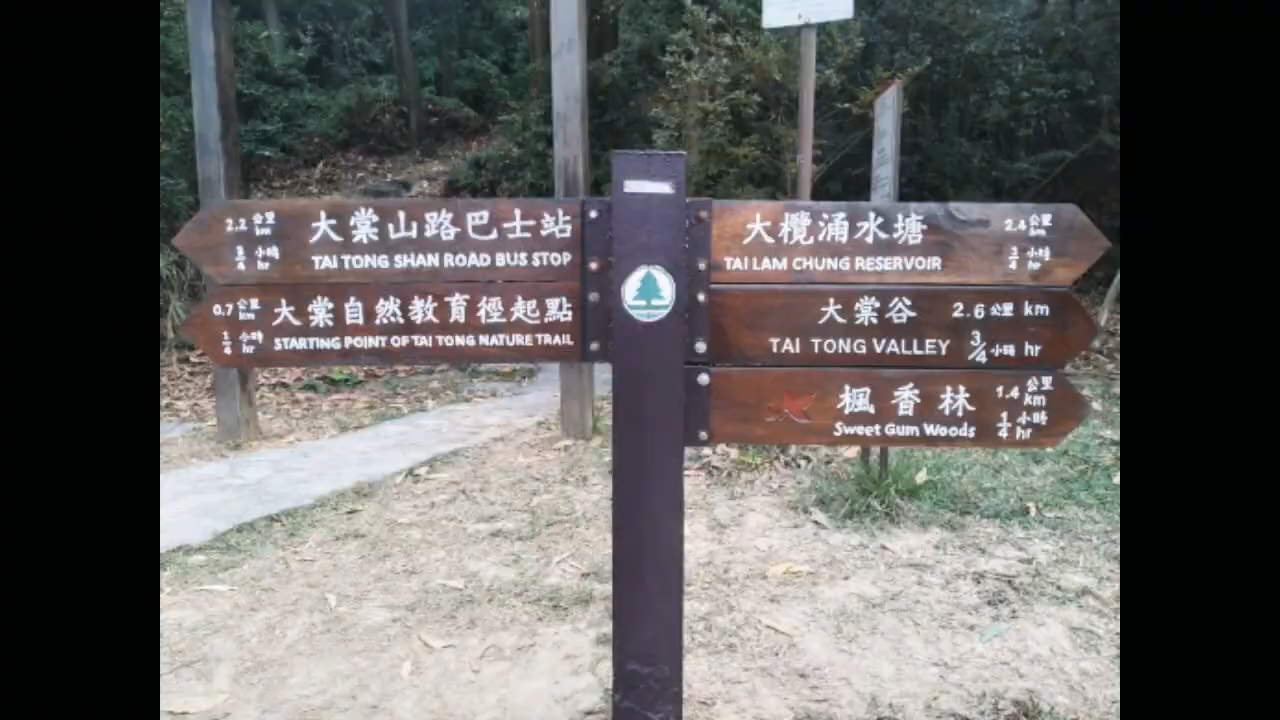 大棠山路巴士站
TAI TONG SHAN ROAD BUS STOP
2.2 公里 km
3/4 小時 hr
大棠自然教育徑起點
STARTING POINT OF TAI TONG NATURE TRAIL
0.7 公里 km
1/4 小時 hr
大欖涌水塘
TAI LAM CHUNG RESERVOIR
2.4 公里 km
3/4 小時 hr
大棠谷 2.6 公里 km
TAI TONG VALLEY 3/4 小時 hr
楓香林
Sweet Gum Woods
1.4 公里 km
1/4 小時 hr